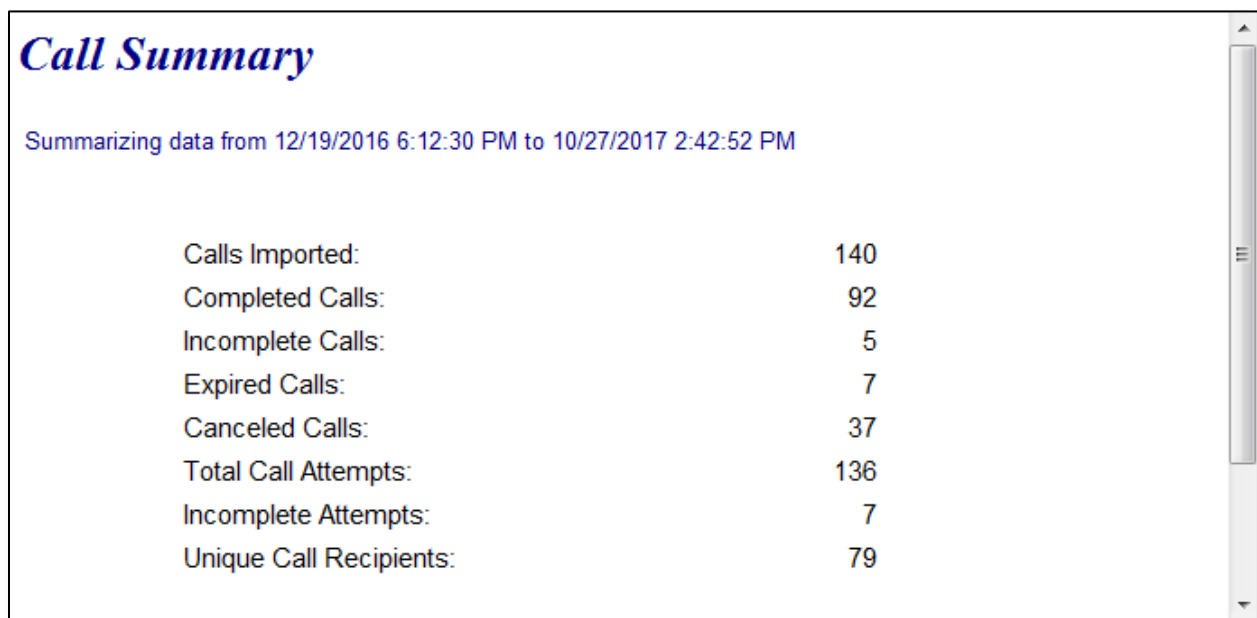 Call Summary
Summarizing data from 12/19/2016 6:12:30 PM to 10/27/2017 2:42:52 PM
Calls Imported: 140
Completed Calls: 92
Incomplete Calls: 5
Expired Calls: 7
Canceled Calls: 37
Total Call Attempts: 136
Incomplete Attempts: 7
Unique Call Recipients: 79